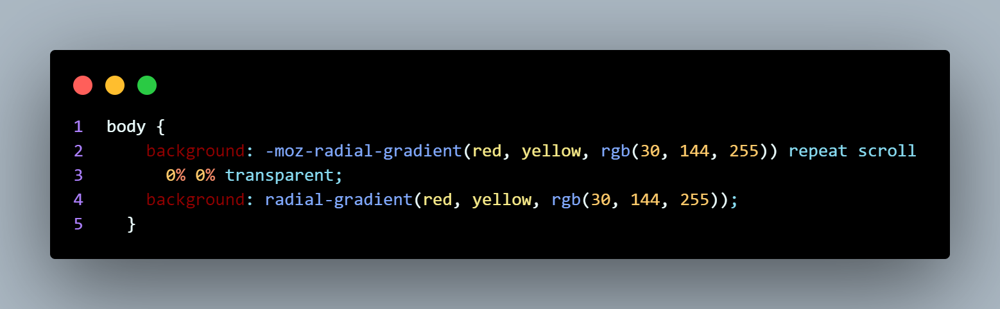 1 body {
2     background: -moz-radial-gradient(red, yellow, rgb(30, 144, 255)) repeat scroll
3       0% 0% transparent;
4     background: radial-gradient(red, yellow, rgb(30, 144, 255));
5   }